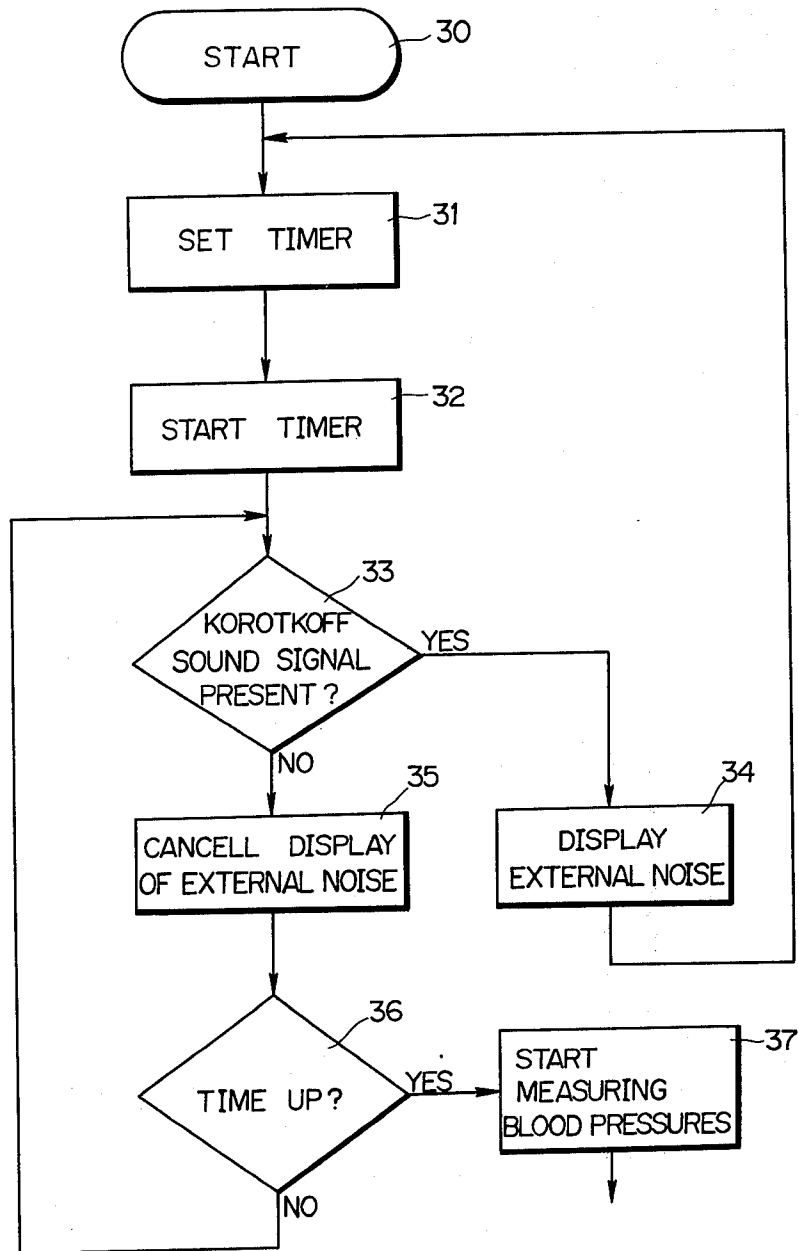 START
30
SET TIMER
31
START TIMER
32
KOROTKOFF
SOUND SIGNAL
PRESENT?
33
YES
NO
DISPLAY
EXTERNAL NOISE
34
CANCELL DISPLAY
OF EXTERNAL NOISE
35
TIME UP?
36
YES
NO
START
MEASURING
BLOOD PRESSURES
37